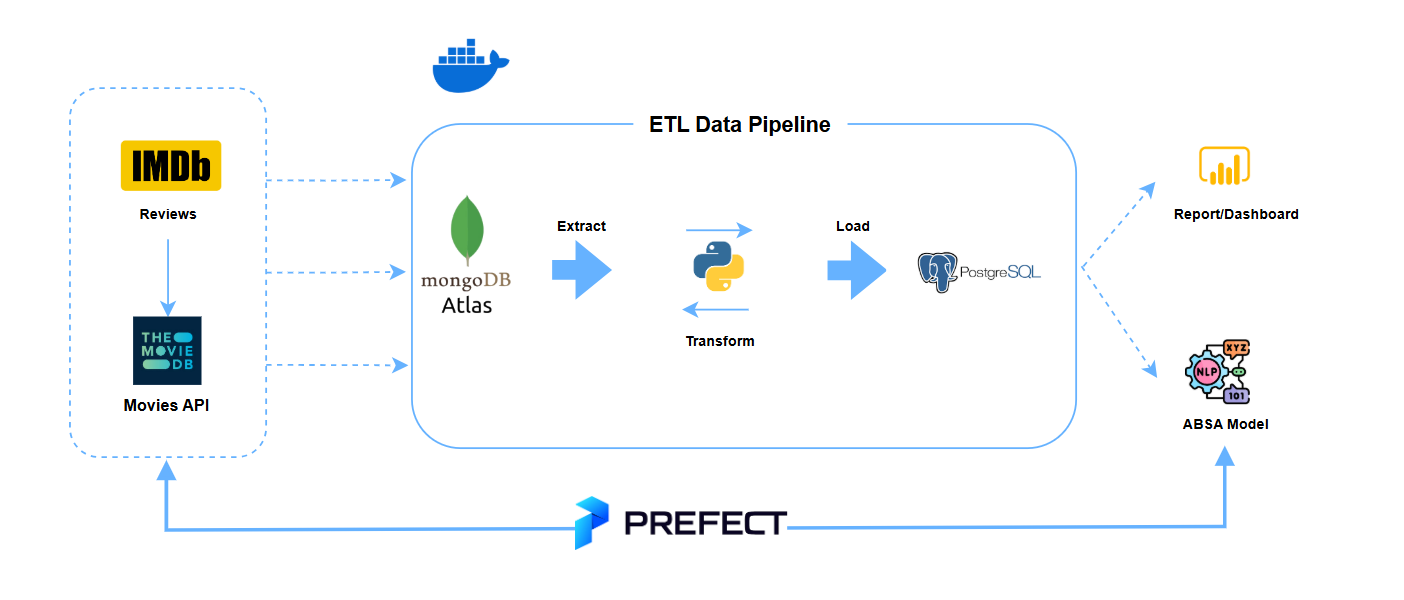 ETL Data Pipeline
IMDb
Reviews
THE
MOVIE
DB
Movies API
mongoDB
Atlas
Extract
Transform
Load
PostgreSQL
Report/Dashboard
XYZ
NLP
101
ABSA Model
PREFECT